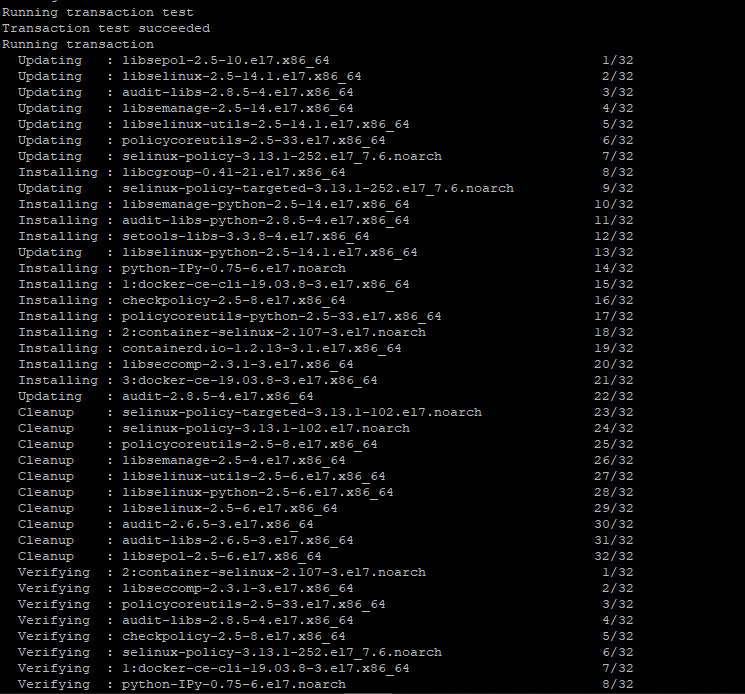 Running transaction test
Transaction test succeeded
Running transaction
  Updating   : libsepol-2.5-10.el7.x86_64                                  1/32
  Updating   : libselinux-2.5-14.1.el7.x86_64                              2/32
  Updating   : audit-libs-2.8.5-4.el7.x86_64                               3/32
  Updating   : libsemanage-2.5-14.el7.x86_64                               4/32
  Updating   : libselinux-utils-2.5-14.1.el7.x86_64                        5/32
  Updating   : policycoreutils-2.5-33.el7.x86_64                           6/32
  Updating   : selinux-policy-3.13.1-252.el7_7.6.noarch                    7/32
  Installing : libcgroup-0.41-21.el7.x86_64                                8/32
  Updating   : selinux-policy-targeted-3.13.1-252.el7_7.6.noarch           9/32
  Installing : libsemanage-python-2.5-14.el7.x86_64                       10/32
  Installing : audit-libs-python-2.8.5-4.el7.x86_64                       11/32
  Installing : setools-libs-3.3.8-4.el7.x86_64                            12/32
  Updating   : libselinux-python-2.5-14.1.el7.x86_64                      13/32
  Installing : python-IPy-0.75-6.el7.noarch                               14/32
  Installing : 1:docker-ce-cli-19.03.8-3.el7.x86_64                       15/32
  Installing : checkpolicy-2.5-8.el7.x86_64                               16/32
  Installing : policycoreutils-python-2.5-33.el7.x86_64                   17/32
  Installing : 2:container-selinux-2.107-3.el7.noarch                     18/32
  Installing : containerd.io-1.2.13-3.1.el7.x86_64                        19/32
  Installing : libseccomp-2.3.1-3.el7.x86_64                              20/32
  Installing : 3:docker-ce-19.03.8-3.el7.x86_64                           21/32
  Updating   : audit-2.8.5-4.el7.x86_64                                   22/32
  Cleanup    : selinux-policy-targeted-3.13.1-102.el7.noarch              23/32
  Cleanup    : selinux-policy-3.13.1-102.el7.noarch                       24/32
  Cleanup    : policycoreutils-2.5-8.el7.x86_64                           25/32
  Cleanup    : libsemanage-2.5-4.el7.x86_64                               26/32
  Cleanup    : libselinux-utils-2.5-6.el7.x86_64                          27/32
  Cleanup    : libselinux-python-2.5-6.el7.x86_64                         28/32
  Cleanup    : libselinux-2.5-6.el7.x86_64                                29/32
  Cleanup    : audit-2.6.5-3.el7.x86_64                                   30/32
  Cleanup    : audit-libs-2.6.5-3.el7.x86_64                              31/32
  Cleanup    : libsepol-2.5-6.el7.x86_64                                  32/32
  Verifying  : 2:container-selinux-2.107-3.el7.noarch                      1/32
  Verifying  : libseccomp-2.3.1-3.el7.x86_64                               2/32
  Verifying  : policycoreutils-2.5-33.el7.x86_64                           3/32
  Verifying  : audit-libs-2.8.5-4.el7.x86_64                               4/32
  Verifying  : checkpolicy-2.5-8.el7.x86_64                                5/32
  Verifying  : selinux-policy-3.13.1-252.el7_7.6.noarch                    6/32
  Verifying  : 1:docker-ce-cli-19.03.8-3.el7.x86_64                        7/32
  Verifying  : python-IPy-0.75-6.el7.noarch                                8/32